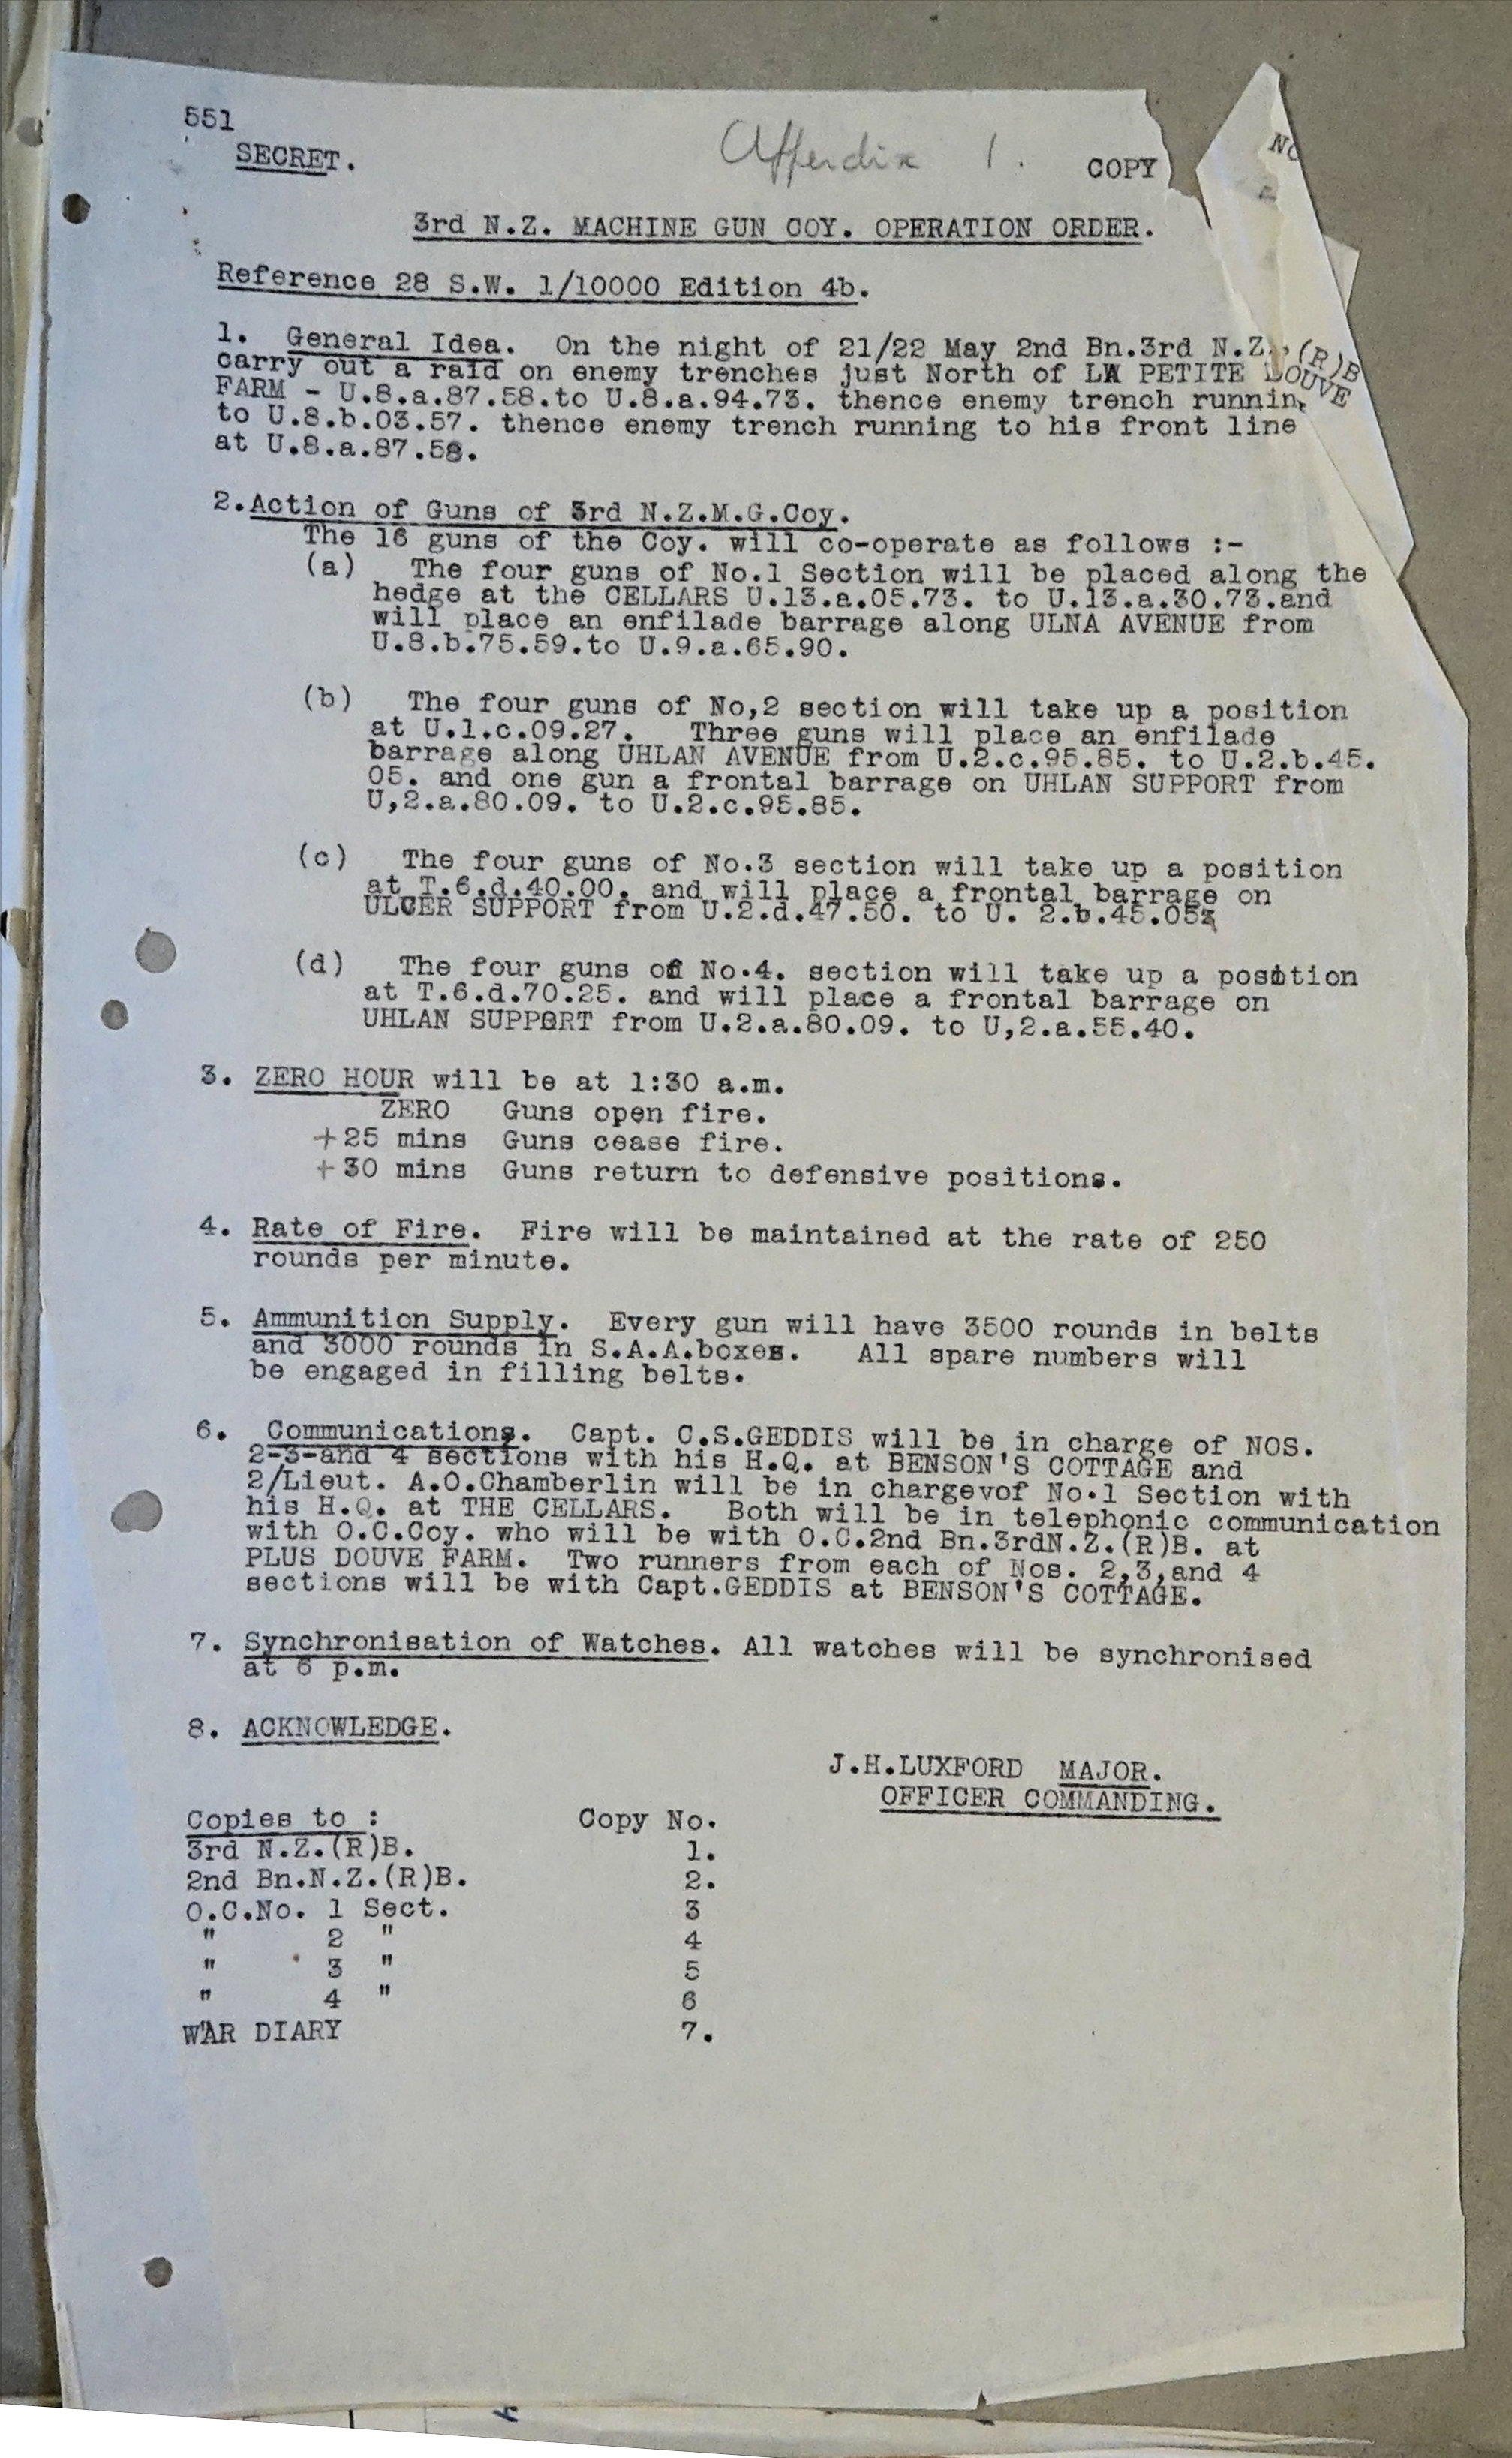 551
SECRET.
Appendix 1.
COPY NO
3rd N.Z. MACHINE GUN COY. OPERATION ORDER.
Reference 28 S.W. 1/10000 Edition 4b.
1. General Idea. On the night of 21/22 May 2nd Bn.3rd N.Z. (R)B
carry out a raid on enemy trenches just North of LA PETITE DOUVE
FARM - U.8.a.87.58.to U.8.a.94.73. thence enemy trench runnin
to U.8.b.03.57. thence enemy trench running to his front line
at U.8.a.87.58.
2.Action of Guns of 3rd N.Z.M.G.Coy.
The 16 guns of the Coy. will co-operate as follows :-
(a) The four guns of No.1 Section will be placed along the
hedge at the CELLARS U.13.a.05.73. to U.13.a.30.73.and
will place an enfilade barrage along ULNA AVENUE from
U.8.b.75.59.to U.9.a.65.90.
(b) The four guns of No,2 section will take up a position
at U.1.c.09.27. Three guns will place an enfilade
barrage along UHLAN AVENUE from U.2.c.95.85. to U.2.b.45.
05. and one gun a frontal barrage on UHLAN SUPPORT from
U,2.a.80.09. to U.2.c.95.85.
(c) The four guns of No.3 section will take up a position
at T.6.d.40.00. and will place a frontal barrage on
ULCER SUPPORT from U.2.d.47.50. to U. 2.b.45.05
(d) The four guns of No.4. section will take up a position
at T.6.d.70.25. and will place a frontal barrage on
UHLAN SUPPORT from U.2.a.80.09. to U,2.a.55.40.
3. ZERO HOUR will be at 1:30 a.m.
ZERO Guns open fire.
+25 mins Guns cease fire.
+30 mins Guns return to defensive positions.
4. Rate of Fire. Fire will be maintained at the rate of 250
rounds per minute.
5. Ammunition Supply. Every gun will have 3500 rounds in belts
and 3000 rounds in S.A.A.boxes. All spare numbers will
be engaged in filling belts.
6. Communications. Capt. C.S.GEDDIS will be in charge of NOS.
2-3-and 4 sections with his H.Q. at BENSON'S COTTAGE and
2/Lieut. A.O.Chamberlin will be in chargevof No.1 Section with
his H.Q. at THE CELLARS. Both will be in telephonic communication
with O.C.Coy. who will be with O.C.2nd Bn.3rdN.Z.(R)B. at
PLUS DOUVE FARM. Two runners from each of Nos. 2,3,and 4
sections will be with Capt.GEDDIS at BENSON'S COTTAGE.
7. Synchronisation of Watches. All watches will be synchronised
at 6 p.m.
8. ACKNOWLEDGE.
J.H.LUXFORD MAJOR.
OFFICER COMMANDING.
Copies to : Copy No.
3rd N.Z.(R)B. 1.
2nd Bn.N.Z.(R)B. 2.
O.C.No. 1 Sect. 3
" 2 " 4
" 3 " 5
" 4 " 6
WAR DIARY 7.